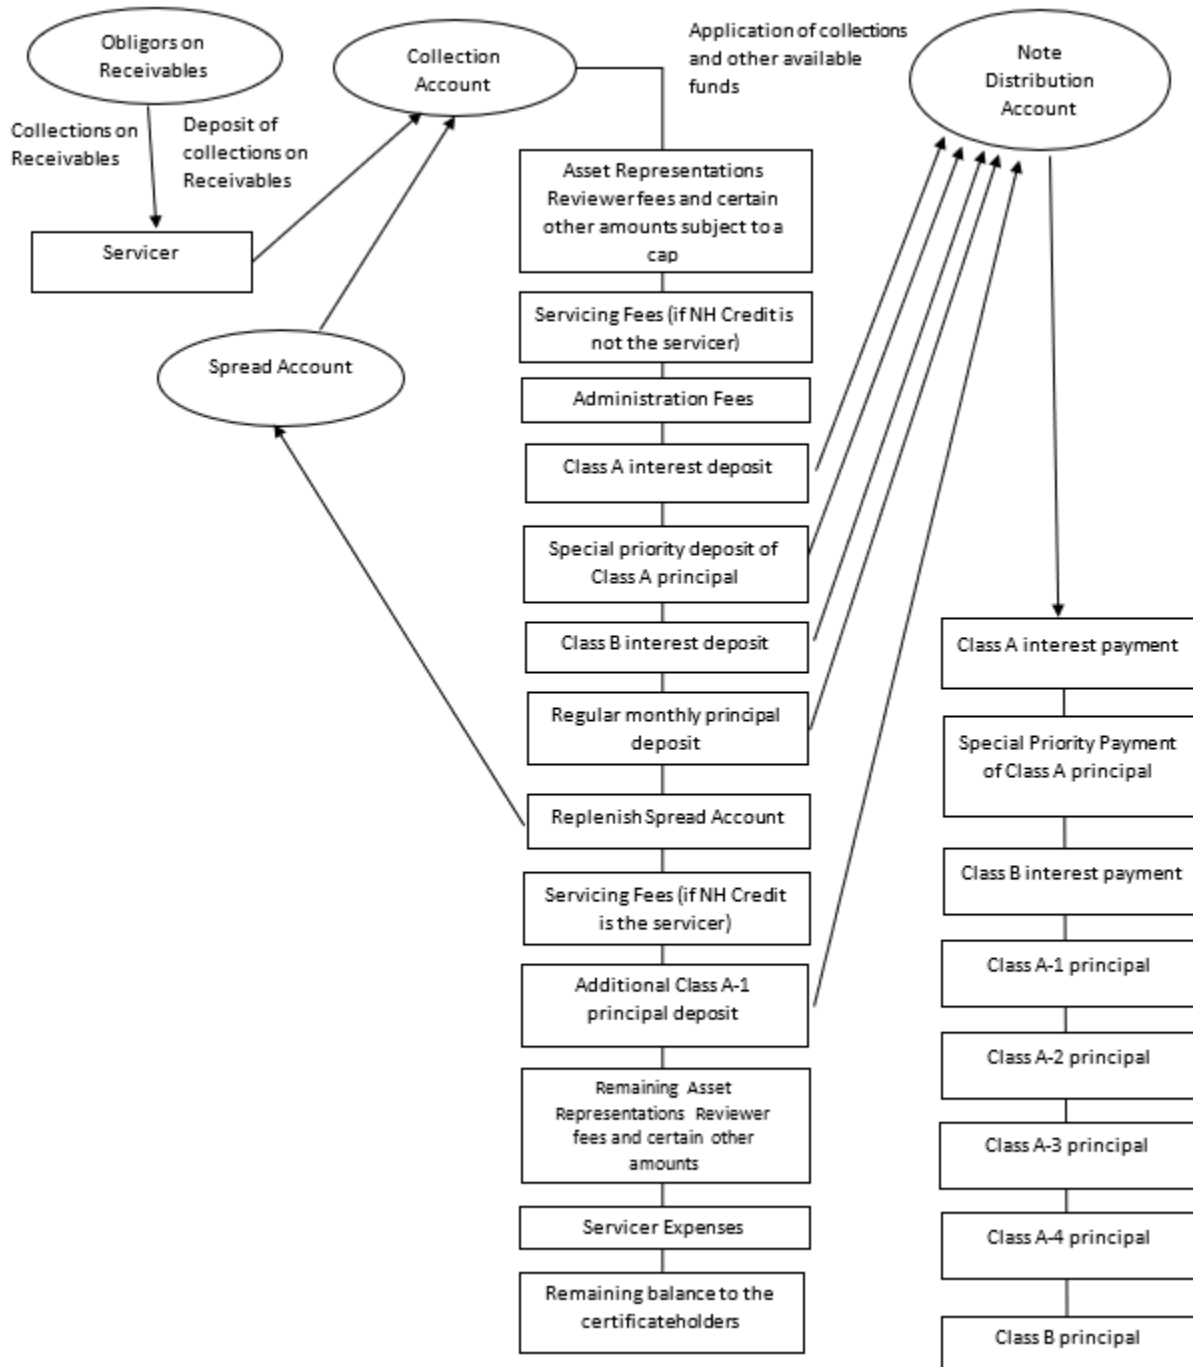 Obligors on
Receivables
Collections on
Receivables
Deposit of
collections on
Receivables
Servicer
Collection
Account
Spread Account
Application of collections
and other available
funds
Asset Representations
Reviewer fees and certain
other amounts subject to a
cap
Servicing Fees (if NH Credit is
not the servicer)
Administration Fees
Class A interest deposit
Special priority deposit of
Class A principal
Class B interest deposit
Regular monthly principal
deposit
Replenish Spread Account
Servicing Fees (if NH Credit
is the servicer)
Additional Class A-1
principal deposit
Remaining Asset
Representations Reviewer
fees and certain other
amounts
Servicer Expenses
Remaining balance to the
certificateholders
Note
Distribution
Account
Class A interest payment
Special Priority Payment
of Class A principal
Class B interest payment
Class A-1 principal
Class A-2 principal
Class A-3 principal
Class A-4 principal
Class B principal